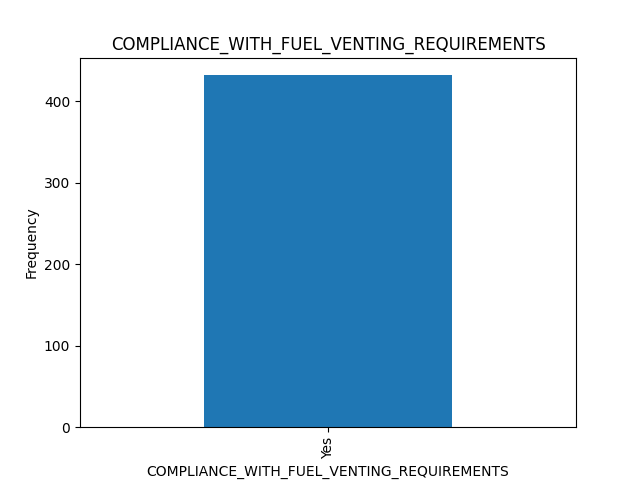 COMPLIANCE_WITH_FUEL_VENTING_REQUIREMENTS
400
300
200
100
0
Frequency
Yes
COMPLIANCE_WITH_FUEL_VENTING_REQUIREMENTS